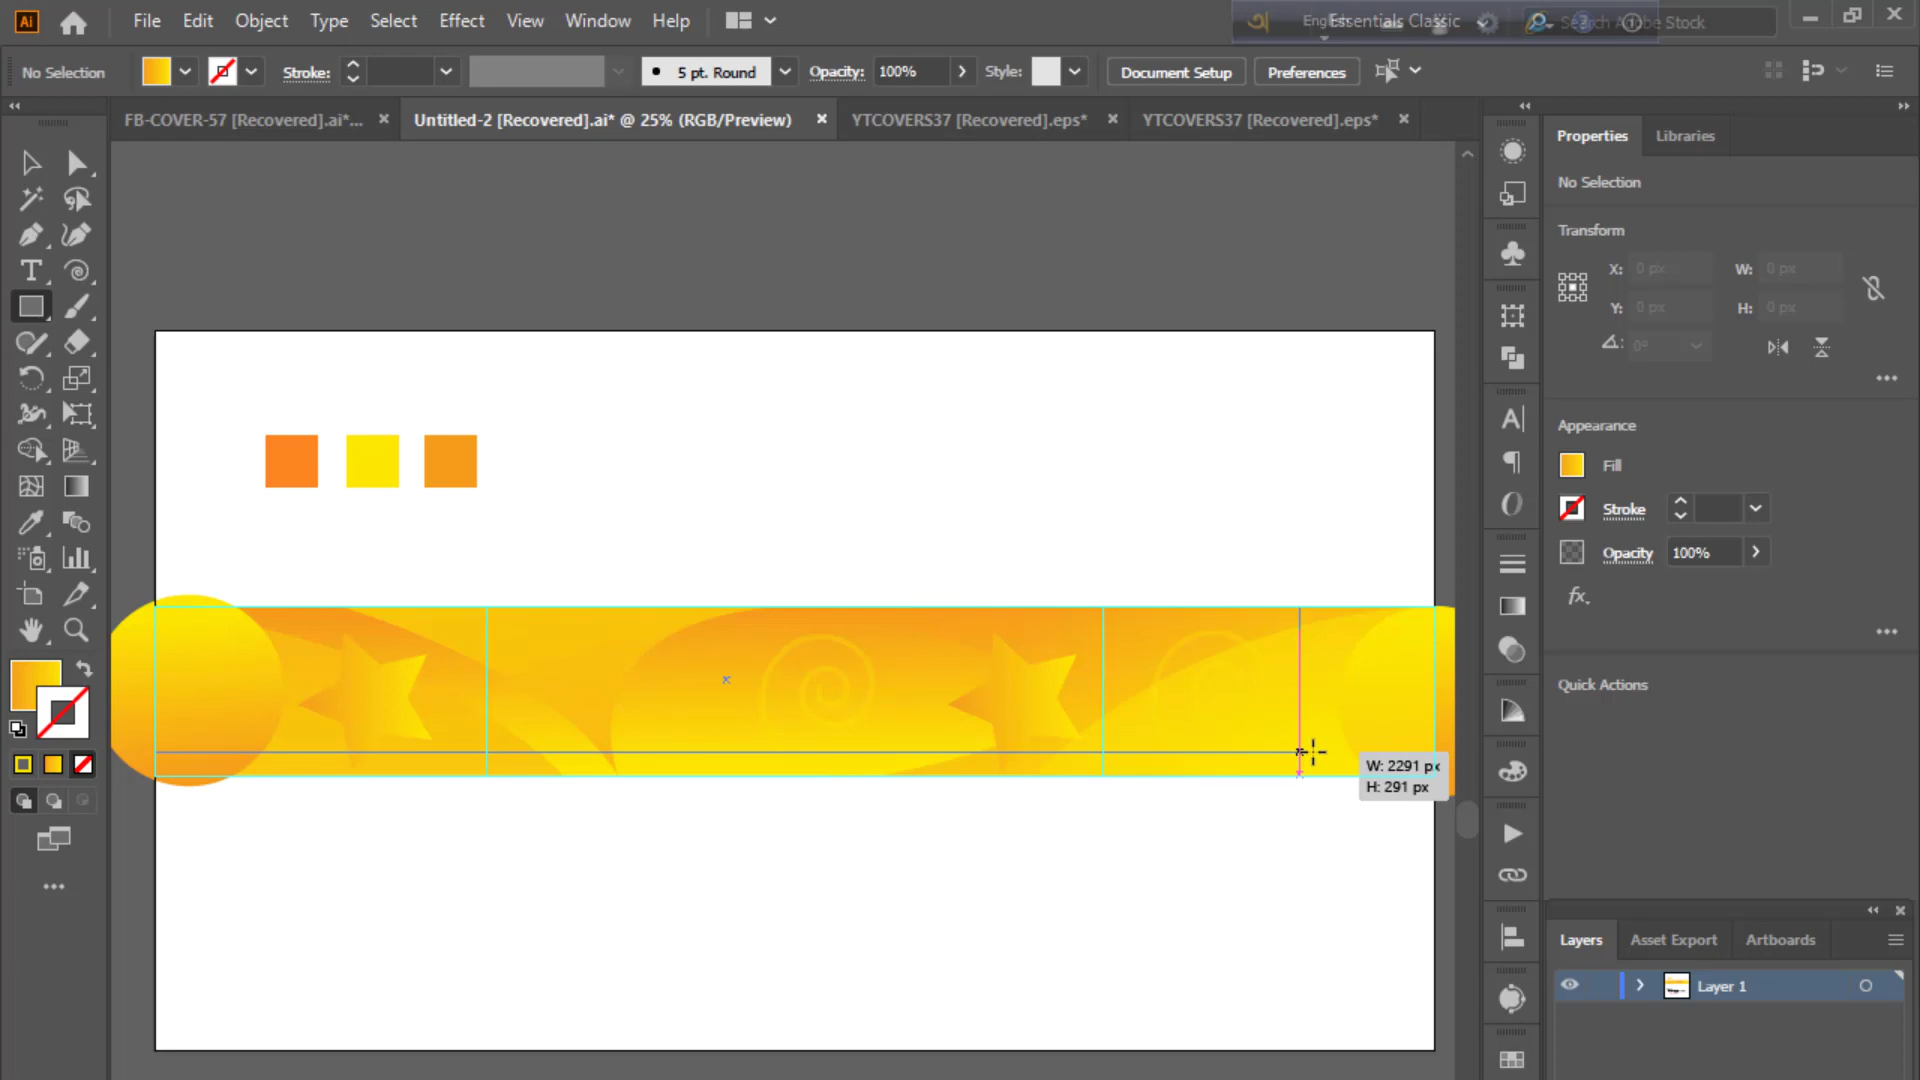 Ai File Edit Object Type Select Effect View Window Help অ English Essentials Classic Search Adobe Stock
No Selection Stroke: 5 pt. Round Opacity: 100% Style: Document Setup Preferences
FB-COVER-57 [Recovered].ai*... Untitled-2 [Recovered].ai* @ 25% (RGB/Preview) YTCOVERS37 [Recovered].eps* YTCOVERS37 [Recovered].eps*
Properties Libraries
No Selection
Transform
X: 0 px W: 0 px
Y: 0 px H: 0 px
0°
Appearance
Fill
Stroke
Opacity 100%
fx.
Quick Actions
W: 2291 px
H: 291 px
Layers Asset Export Artboards
Layer 1